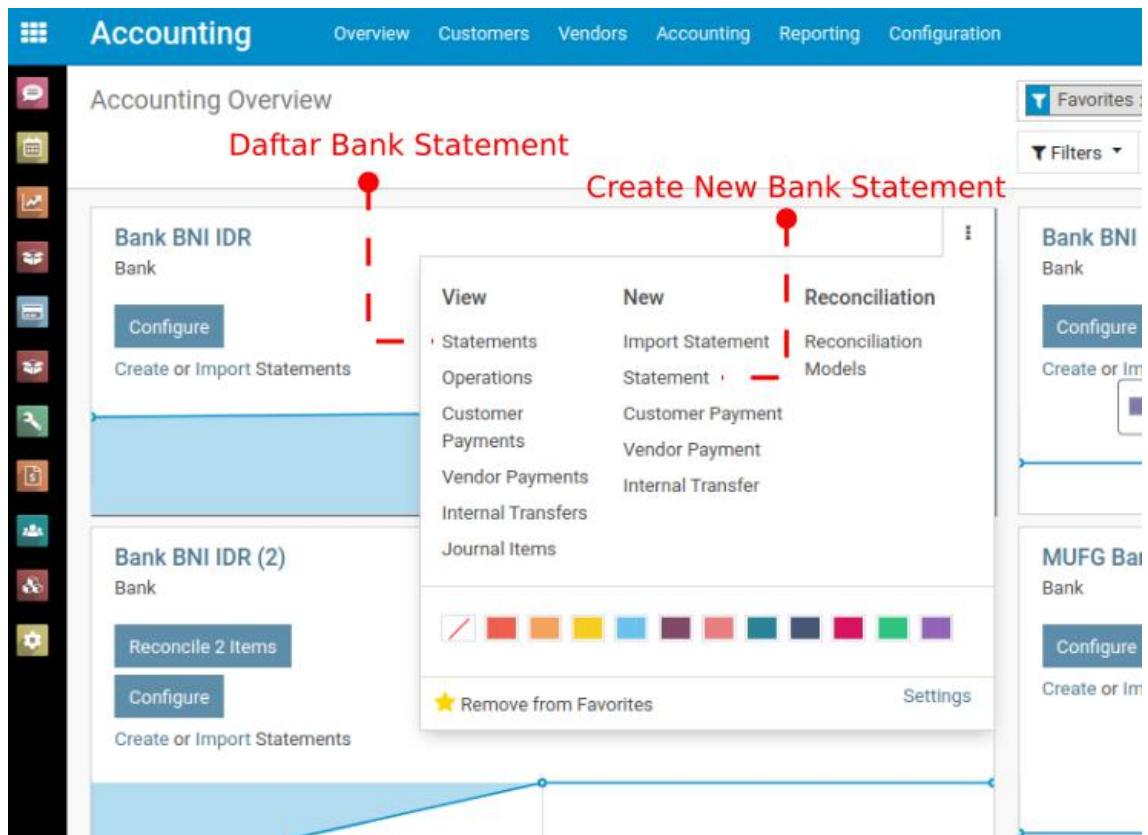 Accounting Overview Customers Vendors Accounting Reporting Configuration
Accounting Overview
Favorites :
Filters
Daftar Bank Statement
Create New Bank Statement
Bank BNI IDR
Bank
Configure
Create or Import Statements
View
Statements
Operations
Customer
Payments
Vendor Payments
Internal Transfers
Journal Items
New
Import Statement
Statement
Customer Payment
Vendor Payment
Internal Transfer
Reconciliation
Reconciliation
Models
Remove from Favorites
Settings
Bank BNI
Bank
Configure
Create or Im
Bank BNI IDR (2)
Bank
Reconcile 2 Items
Configure
Create or Import Statements
MUFG Ban
Bank
Configure
Create or Im